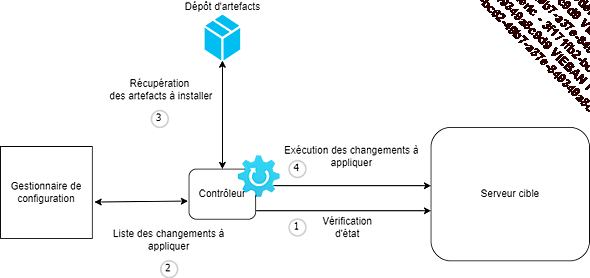 Dépôt d'artefacts
Récupération
des artefacts à installer
3
Exécution des changements à
appliquer
4
Gestionnaire de
configuration
Contrôleur
Serveur cible
1
Vérification
d'état
Liste des changements à
appliquer
2